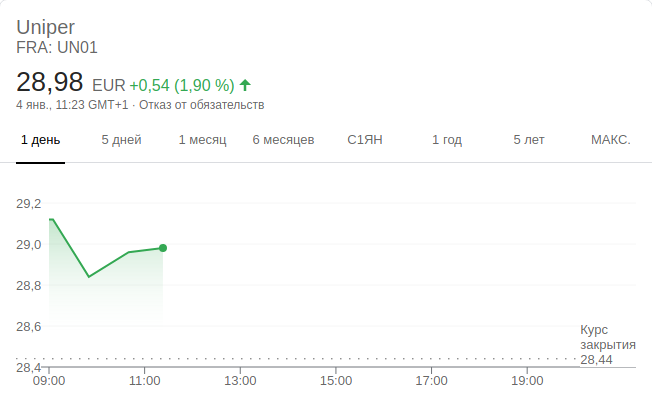 Uniper
FRA: UN01
28,98 EUR +0,54 (1,90 %)
4 янв., 11:23 GMT+1 · Отказ от обязательств
1 день 5 дней 1 месяц 6 месяцев С1ЯН 1 год 5 лет МАКС.
29,2
29,0
28,8
28,6
Курс
закрытия
28,44
28,4
09:00 11:00 13:00 15:00 17:00 19:00